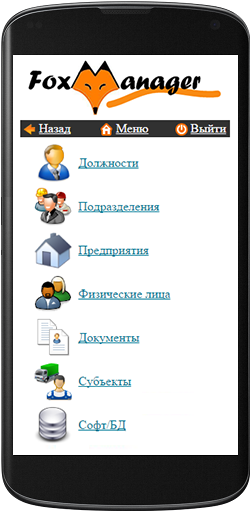 FoxManager
Назад Меню Выйти
Должности
Подразделения
Предприятия
Физические лица
Документы
Субъекты
Софт/БД